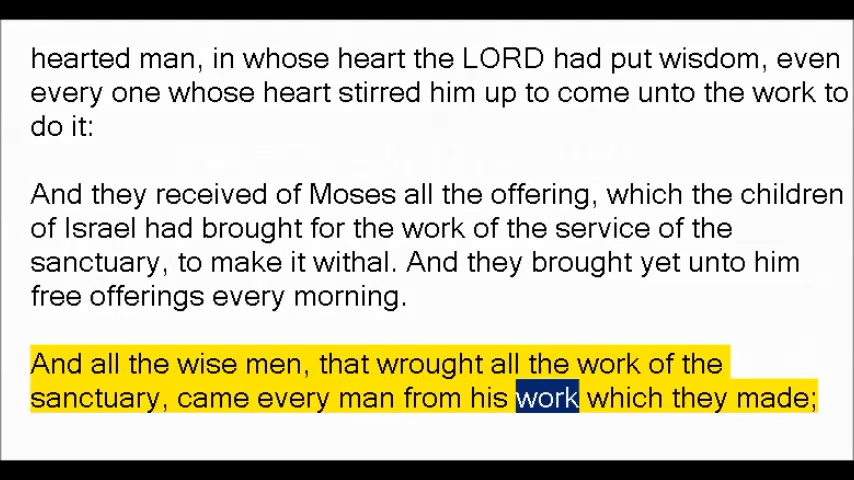 hearted man, in whose heart the LORD had put wisdom, even
every one whose heart stirred him up to come unto the work to
do it:
And they received of Moses all the offering, which the children
of Israel had brought for the work of the service of the
sanctuary, to make it withal. And they brought yet unto him
free offerings every morning.
And all the wise men, that wrought all the work of the
sanctuary, came every man from his work which they made;